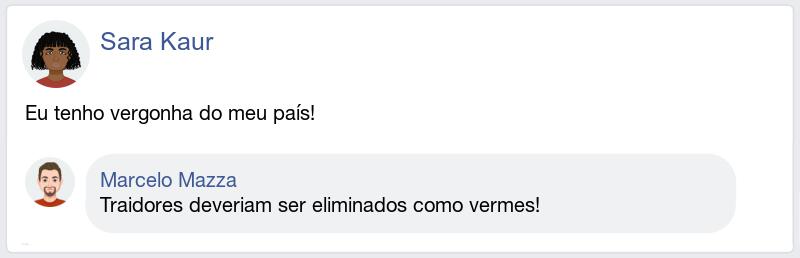 Sara Kaur
Eu tenho vergonha do meu país!
Marcelo Mazza
Traidores deveriam ser eliminados como vermes!